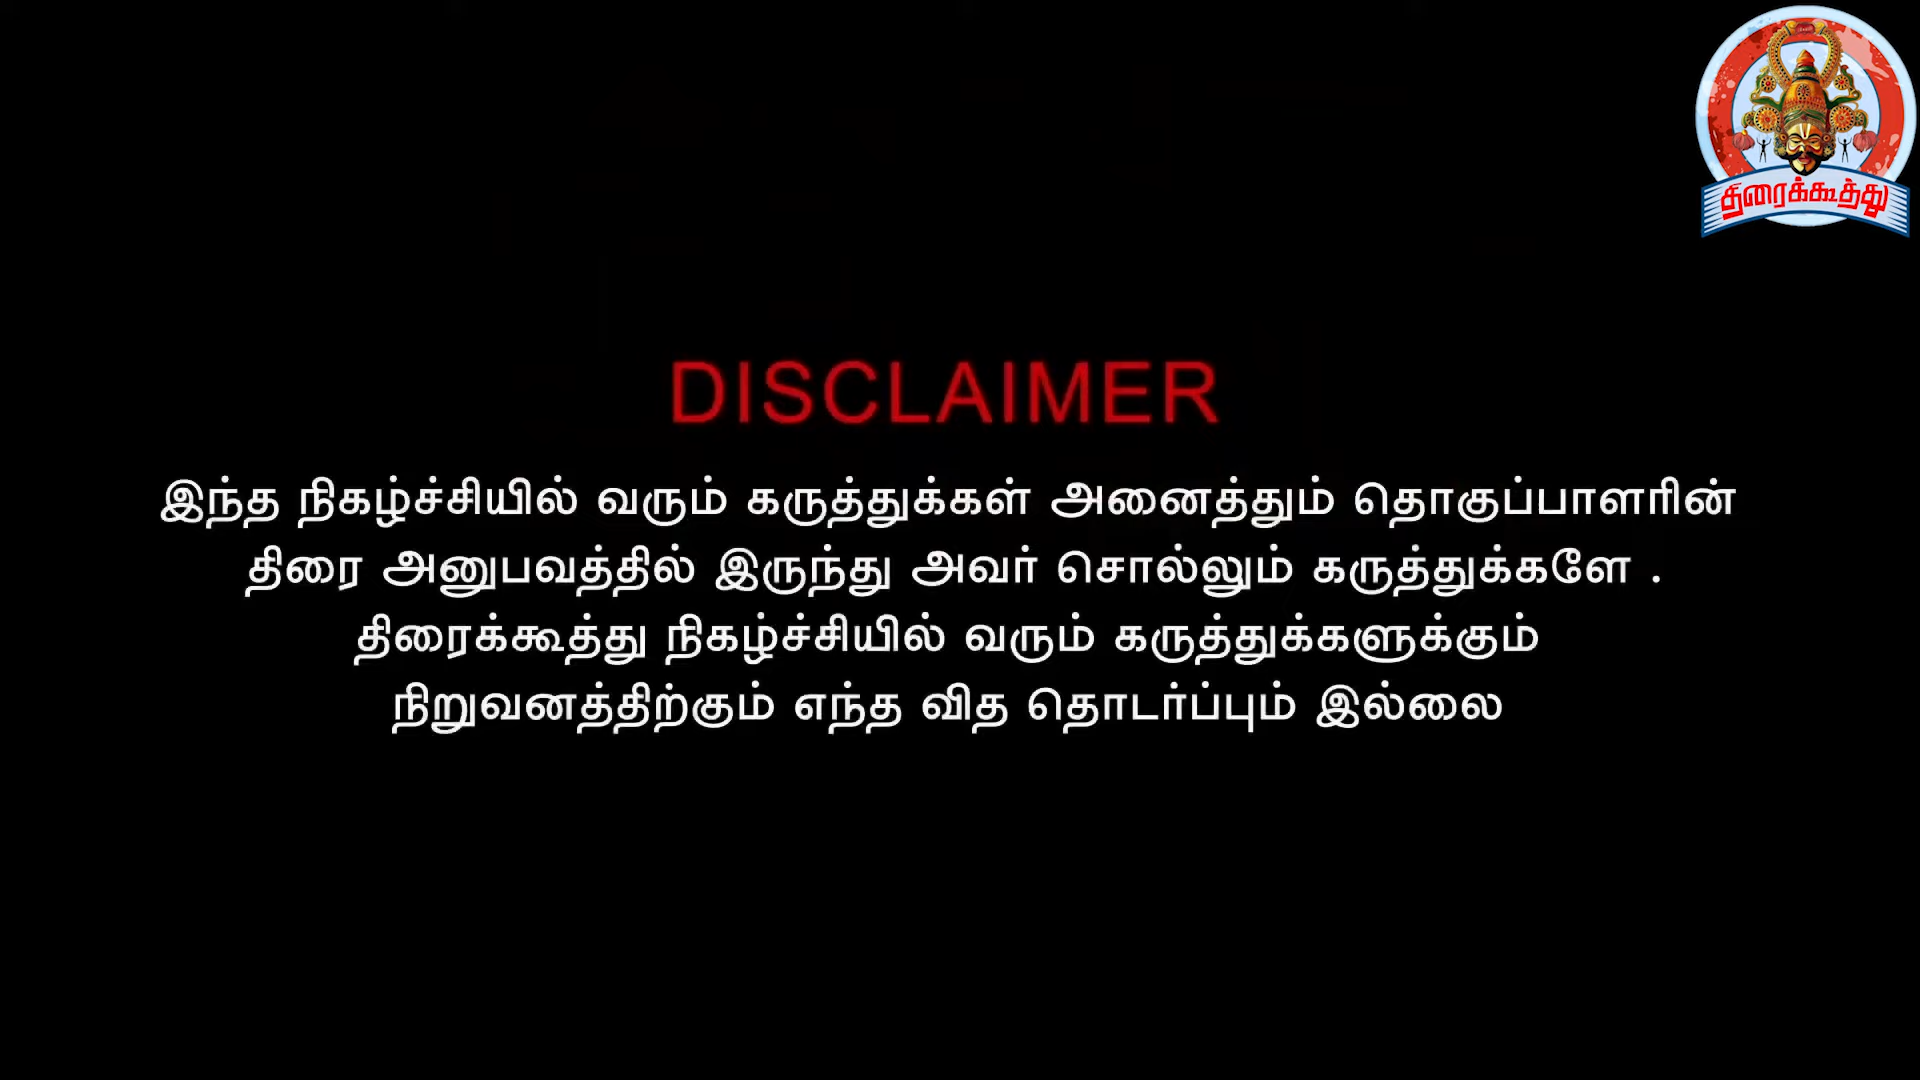 திரைக்கூத்து
DISCLAIMER
இந்த நிகழ்ச்சியில் வரும் கருத்துக்கள் அனைத்தும் தொகுப்பாளரின்
திரை அனுபவத்தில் இருந்து அவர் சொல்லும் கருத்துக்களே .
திரைக்கூத்து நிகழ்ச்சியில் வரும் கருத்துக்களுக்கும்
நிறுவனத்திற்கும் எந்த வித தொடர்ப்பும் இல்லை